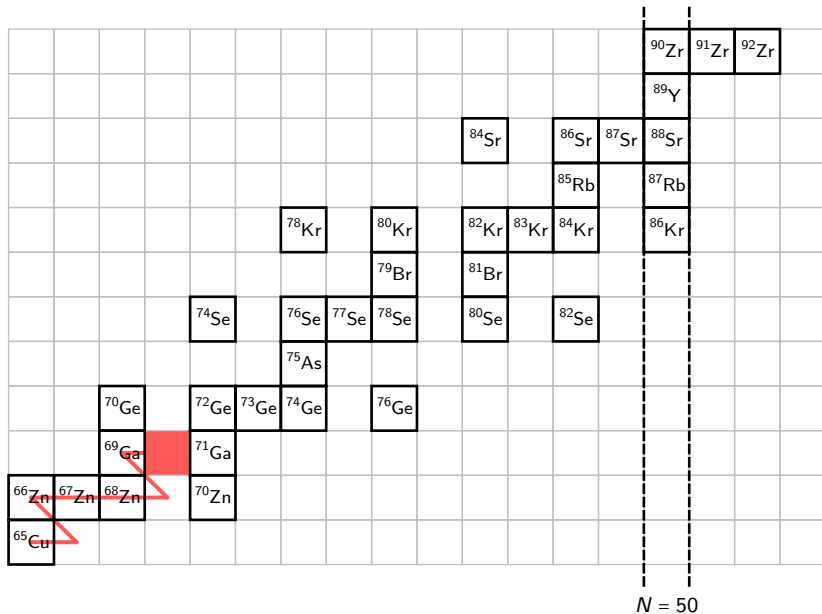 ⁹⁰Zr ⁹¹Zr ⁹²Zr
⁸⁹Y
⁸⁴Sr ⁸⁶Sr ⁸⁷Sr ⁸⁸Sr
⁸⁵Rb ⁸⁷Rb
⁷⁸Kr ⁸⁰Kr ⁸²Kr ⁸³Kr ⁸⁴Kr ⁸⁶Kr
⁷⁹Br ⁸¹Br
⁷⁴Se ⁷⁶Se ⁷⁷Se ⁷⁸Se ⁸⁰Se ⁸²Se
⁷⁵As
⁷⁰Ge ⁷²Ge ⁷³Ge ⁷⁴Ge ⁷⁶Ge
⁶⁹Ga ⁷¹Ga
⁶⁶Zn ⁶⁷Zn ⁶⁸Zn ⁷⁰Zn
⁶⁵Cu
N = 50